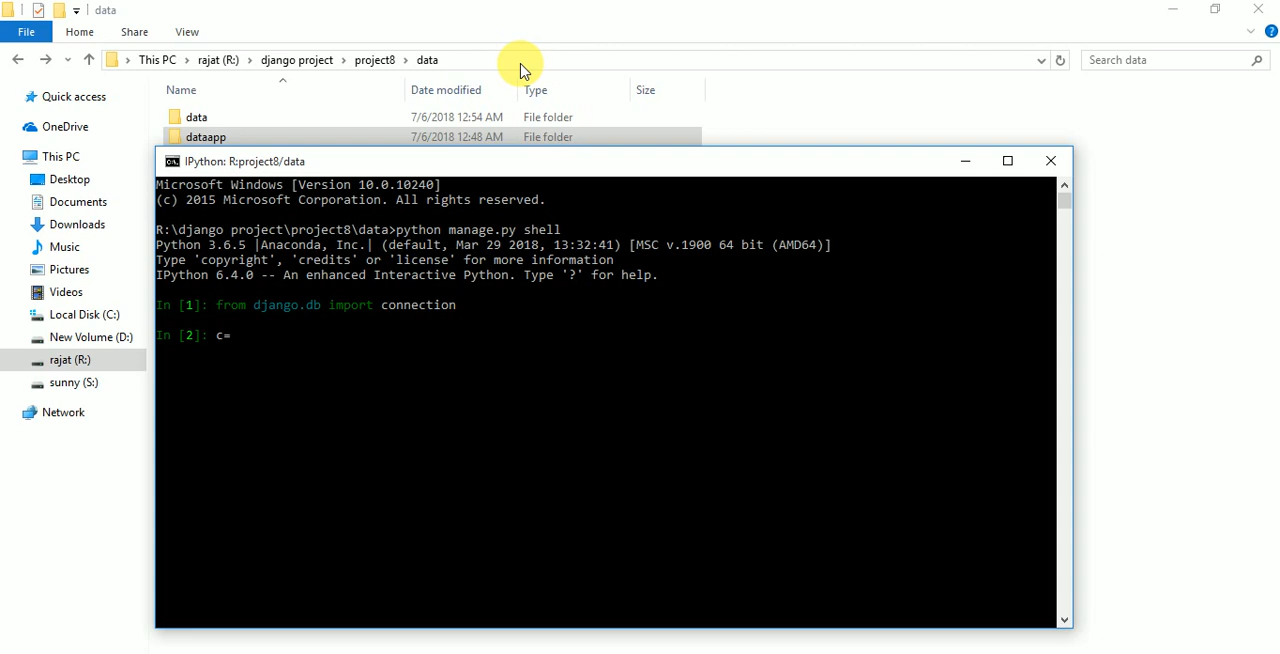 data
File Home Share View
This PC rajat (R:) django project project8 data
Search data
Name Date modified Type Size
Quick access
OneDrive
This PC
Desktop
Documents
Downloads
Music
Pictures
Videos
Local Disk (C:)
New Volume (D:)
rajat (R:)
sunny (S:)
Network
data 7/6/2018 12:54 AM File folder
dataapp 7/6/2018 12:48 AM File folder
IPython: R:project8/data
Microsoft Windows [Version 10.0.10240]
(c) 2015 Microsoft Corporation. All rights reserved.
R:\django project\project8\data>python manage.py shell
Python 3.6.5 |Anaconda, Inc.| (default, Mar 29 2018, 13:32:41) [MSC v.1900 64 bit (AMD64)]
Type 'copyright', 'credits' or 'license' for more information
IPython 6.4.0 -- An enhanced Interactive Python. Type '?' for help.
In [1]: from django.db import connection
In [2]: c=